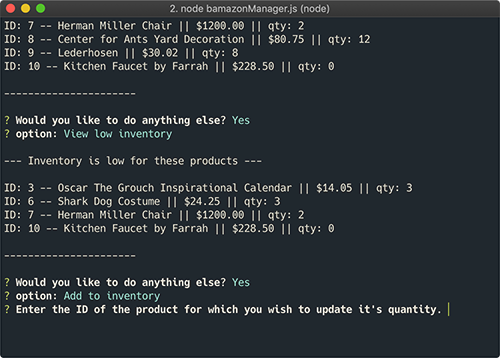 2. node bamazonManager.js (node)
ID: 7 -- Herman Miller Chair || $1200.00 || qty: 2
ID: 8 -- Center for Ants Yard Decoration || $80.75 || qty: 12
ID: 9 -- Lederhosen || $30.02 || qty: 8
ID: 10 -- Kitchen Faucet by Farrah || $228.50 || qty: 0
----------------------
? Would you like to do anything else? Yes
? option: View low inventory
--- Inventory is low for these products ---
ID: 3 -- Oscar The Grouch Inspirational Calendar || $14.05 || qty: 3
ID: 6 -- Shark Dog Costume || $24.25 || qty: 3
ID: 7 -- Herman Miller Chair || $1200.00 || qty: 2
ID: 10 -- Kitchen Faucet by Farrah || $228.50 || qty: 0
----------------------
? Would you like to do anything else? Yes
? option: Add to inventory
? Enter the ID of the product for which you wish to update it's quantity.